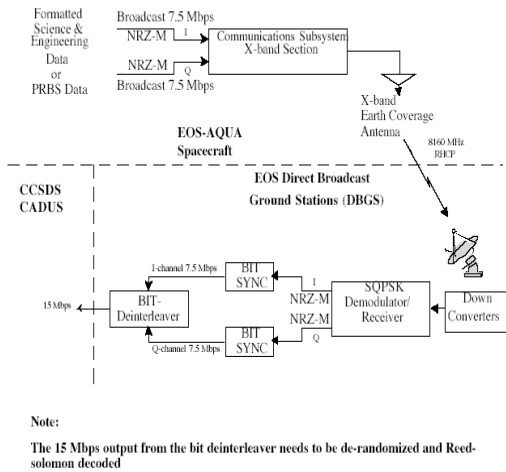 Formatted
Science &
Engineering
Data
or
PRBS Data
Broadcast 7.5 Mbps
NRZ-M
I
NRZ-M
Q
Broadcast 7.5 Mbps
Communications Subsystem
X-band Section
X-band
Earth Coverage
Antenna
EOS-AQUA
Spacecraft
8160 MHz
RHCP
CCSDS
CADUS
EOS Direct Broadcast
Ground Stations (DBGS)
15 Mbps
BIT-
Deinterleaver
I-channel 7.5 Mbps
Q-channel 7.5 Mbps
BIT
SYNC
BIT
SYNC
I
NRZ-M
NRZ-M
Q
SQPSK
Demodulator/
Receiver
Down
Converters
Note:
The 15 Mbps output from the bit deinterleaver needs to be de-randomized and Reed-
solomon decoded